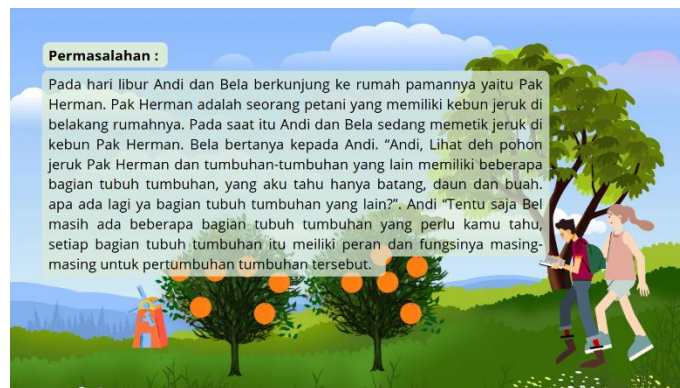 Permasalahan :
Pada hari libur Andi dan Bela berkunjung ke rumah pamannya yaitu Pak
Herman. Pak Herman adalah seorang petani yang memiliki kebun jeruk di
belakang rumahnya. Pada saat itu Andi dan Bela sedang memetik jeruk di
kebun Pak Herman. Bela bertanya kepada Andi. “Andi, Lihat deh pohon
jeruk Pak Herman dan tumbuhan-tumbuhan yang lain memiliki beberapa
bagian tubuh tumbuhan, yang aku tahu hanya batang, daun dan buah.
apa ada lagi ya bagian tubuh tumbuhan yang lain?”. Andi “Tentu saja Bel
masih ada beberapa bagian tubuh tumbuhan yang perlu kamu tahu,
setiap bagian tubuh tumbuhan itu meiliki peran dan fungsinya masing-
masing untuk pertumbuhan tumbuhan tersebut.